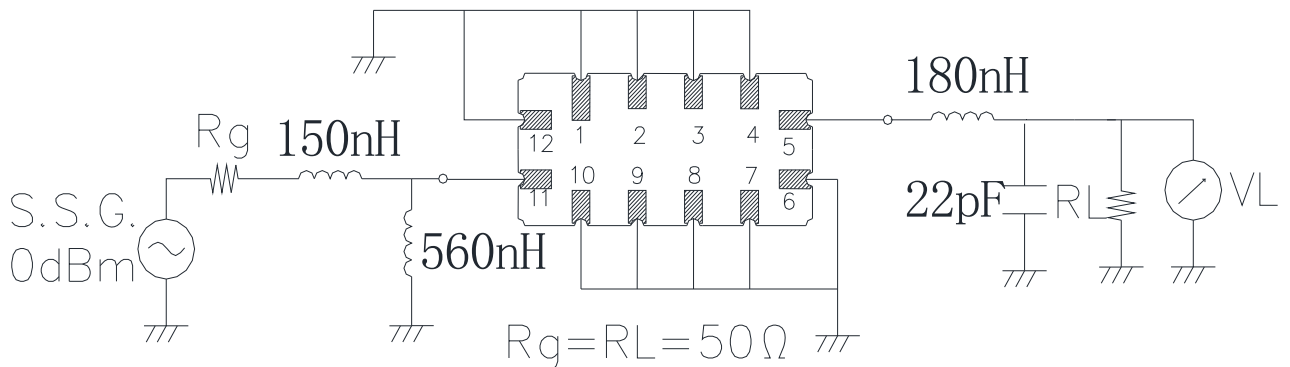 180nH
Rg 150nH
1 2 3 4
12 5
10 9 8 7
11 6
S.S.G.
0dBm
560nH
22pF RL VL
Rg=RL=50Ω